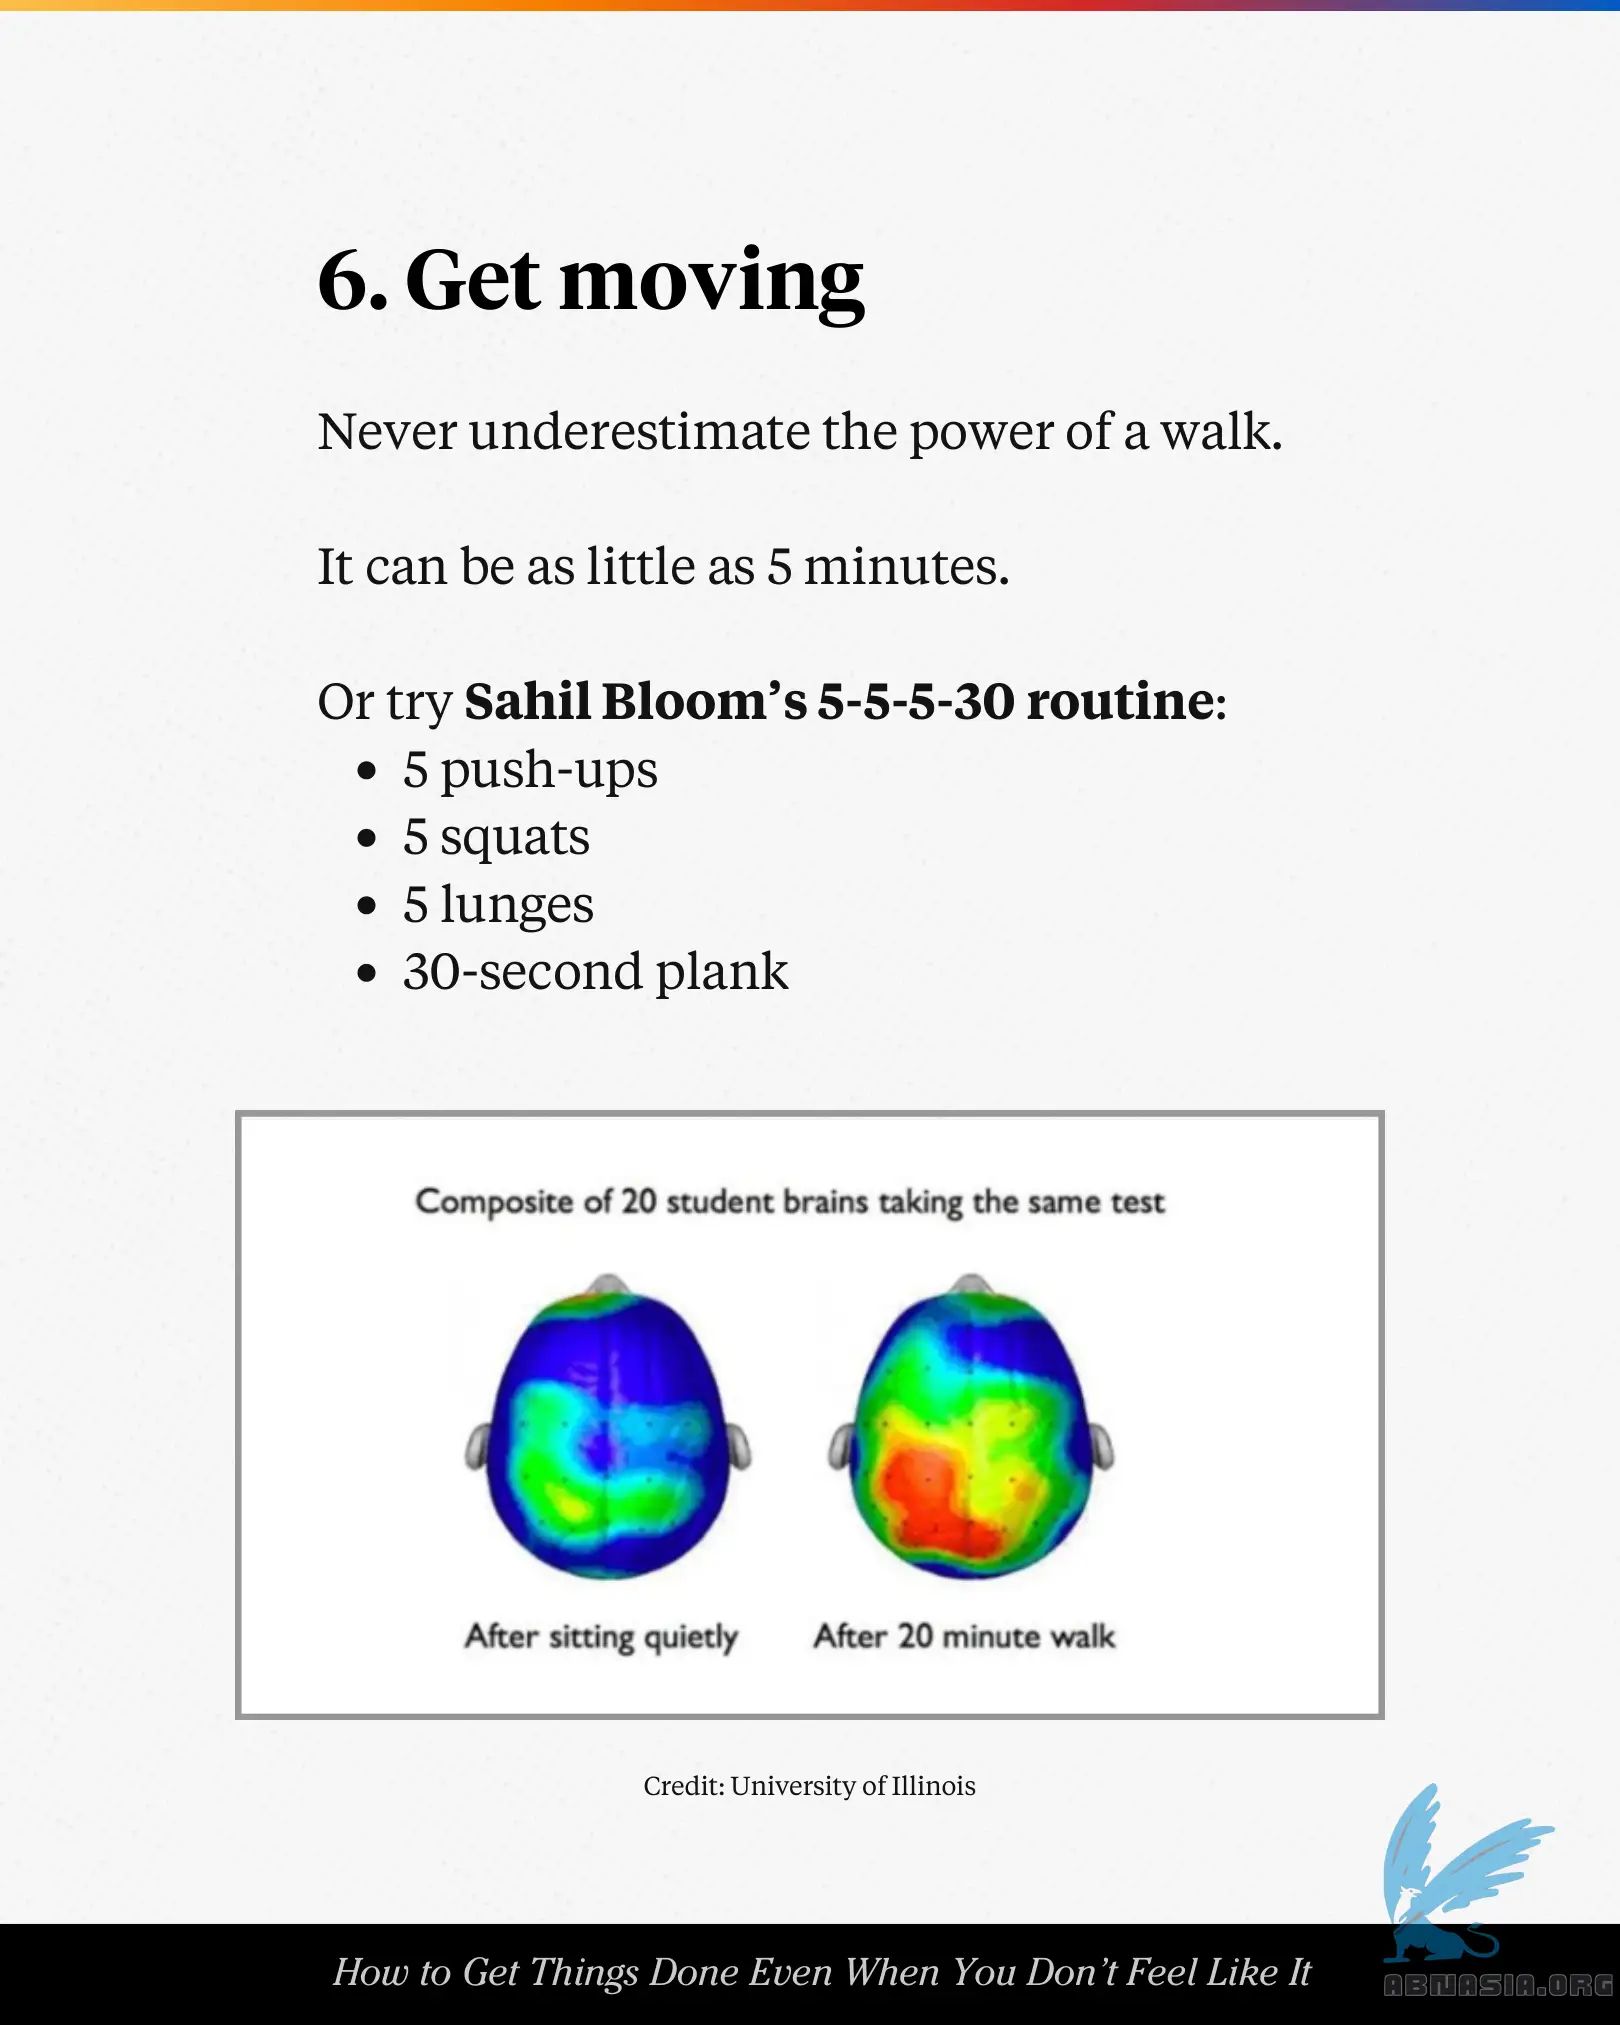 6. Get moving
Never underestimate the power of a walk.
It can be as little as 5 minutes.
Or try Sahil Bloom’s 5-5-5-30 routine:
• 5 push-ups
• 5 squats
• 5 lunges
• 30-second plank
Composite of 20 student brains taking the same test
After sitting quietly
After 20 minute walk
Credit: University of Illinois
How to Get Things Done Even When You Don’t Feel Like It
ABNASIA.ORG